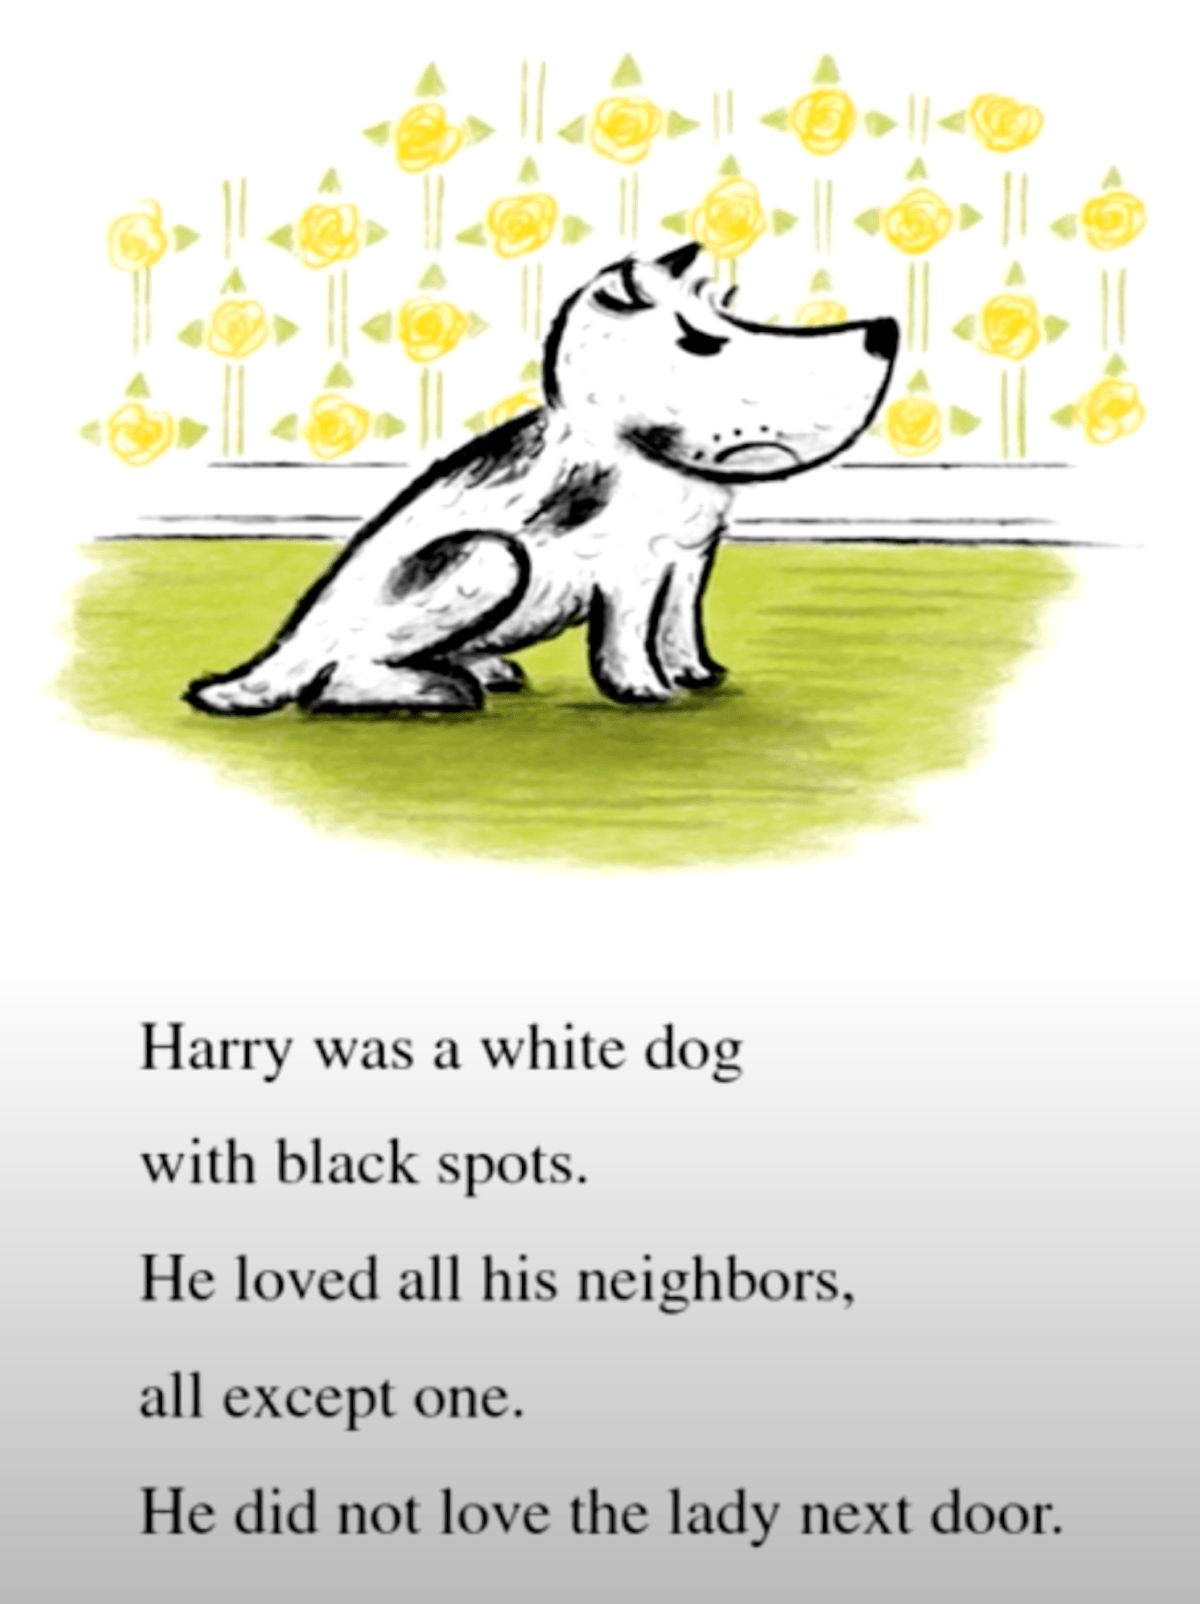 Harry was a white dog
with black spots.
He loved all his neighbors,
all except one.
He did not love the lady next door.